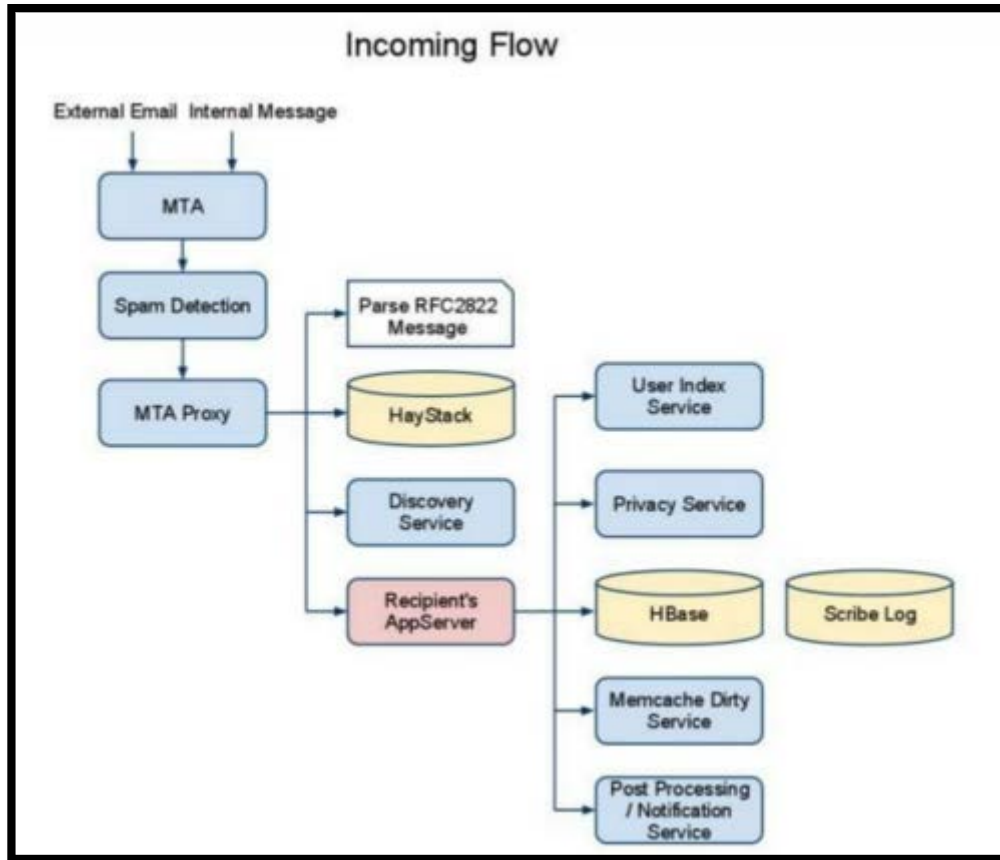 Incoming Flow
External Email Internal Message
MTA
Spam Detection
MTA Proxy
Parse RFC2822
Message
HayStack
Discovery
Service
Recipient's
AppServer
User Index
Service
Privacy Service
HBase
Scribe Log
Memcache Dirty
Service
Post Processing
/ Notification
Service